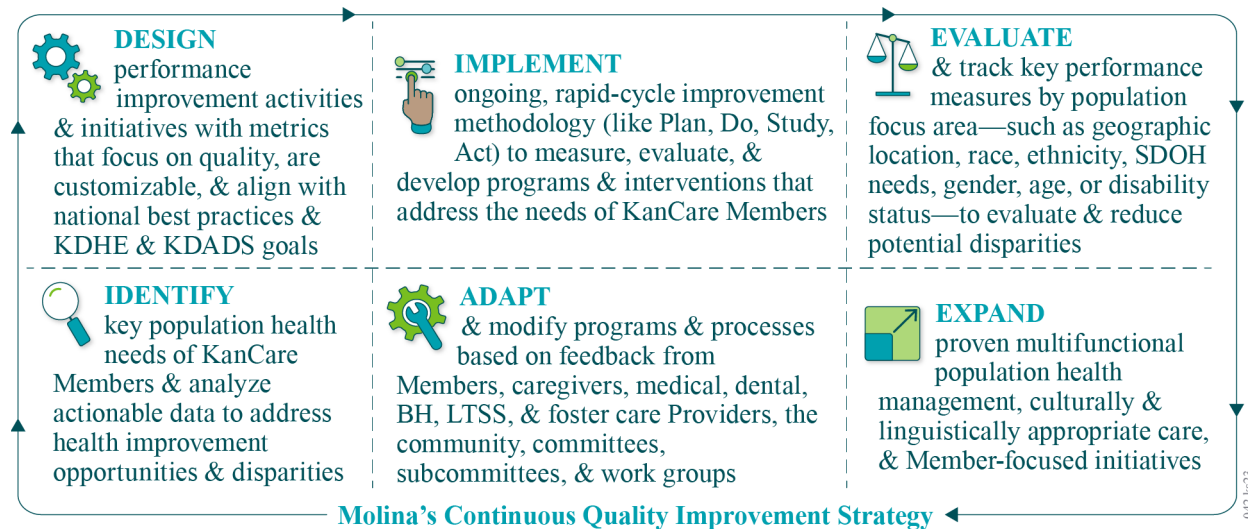 DESIGN
performance
improvement activities
& initiatives with metrics
that focus on quality, are
customizable, & align with
national best practices &
KDHE & KDADS goals
IMPLEMENT
ongoing, rapid-cycle improvement
methodology (like Plan, Do, Study,
Act) to measure, evaluate, &
develop programs & interventions that
address the needs of KanCare Members
EVALUATE
& track key performance
measures by population
focus area—such as geographic
location, race, ethnicity, SDOH
needs, gender, age, or disability
status—to evaluate & reduce
potential disparities
IDENTIFY
key population health
needs of KanCare
Members & analyze
actionable data to address
health improvement
opportunities & disparities
ADAPT
& modify programs & processes
based on feedback from
Members, caregivers, medical, dental,
BH, LTSS, & foster care Providers, the
community, committees,
subcommittees, & work groups
EXPAND
proven multifunctional
population health
management, culturally &
linguistically appropriate care,
& Member-focused initiatives
Molina’s Continuous Quality Improvement Strategy